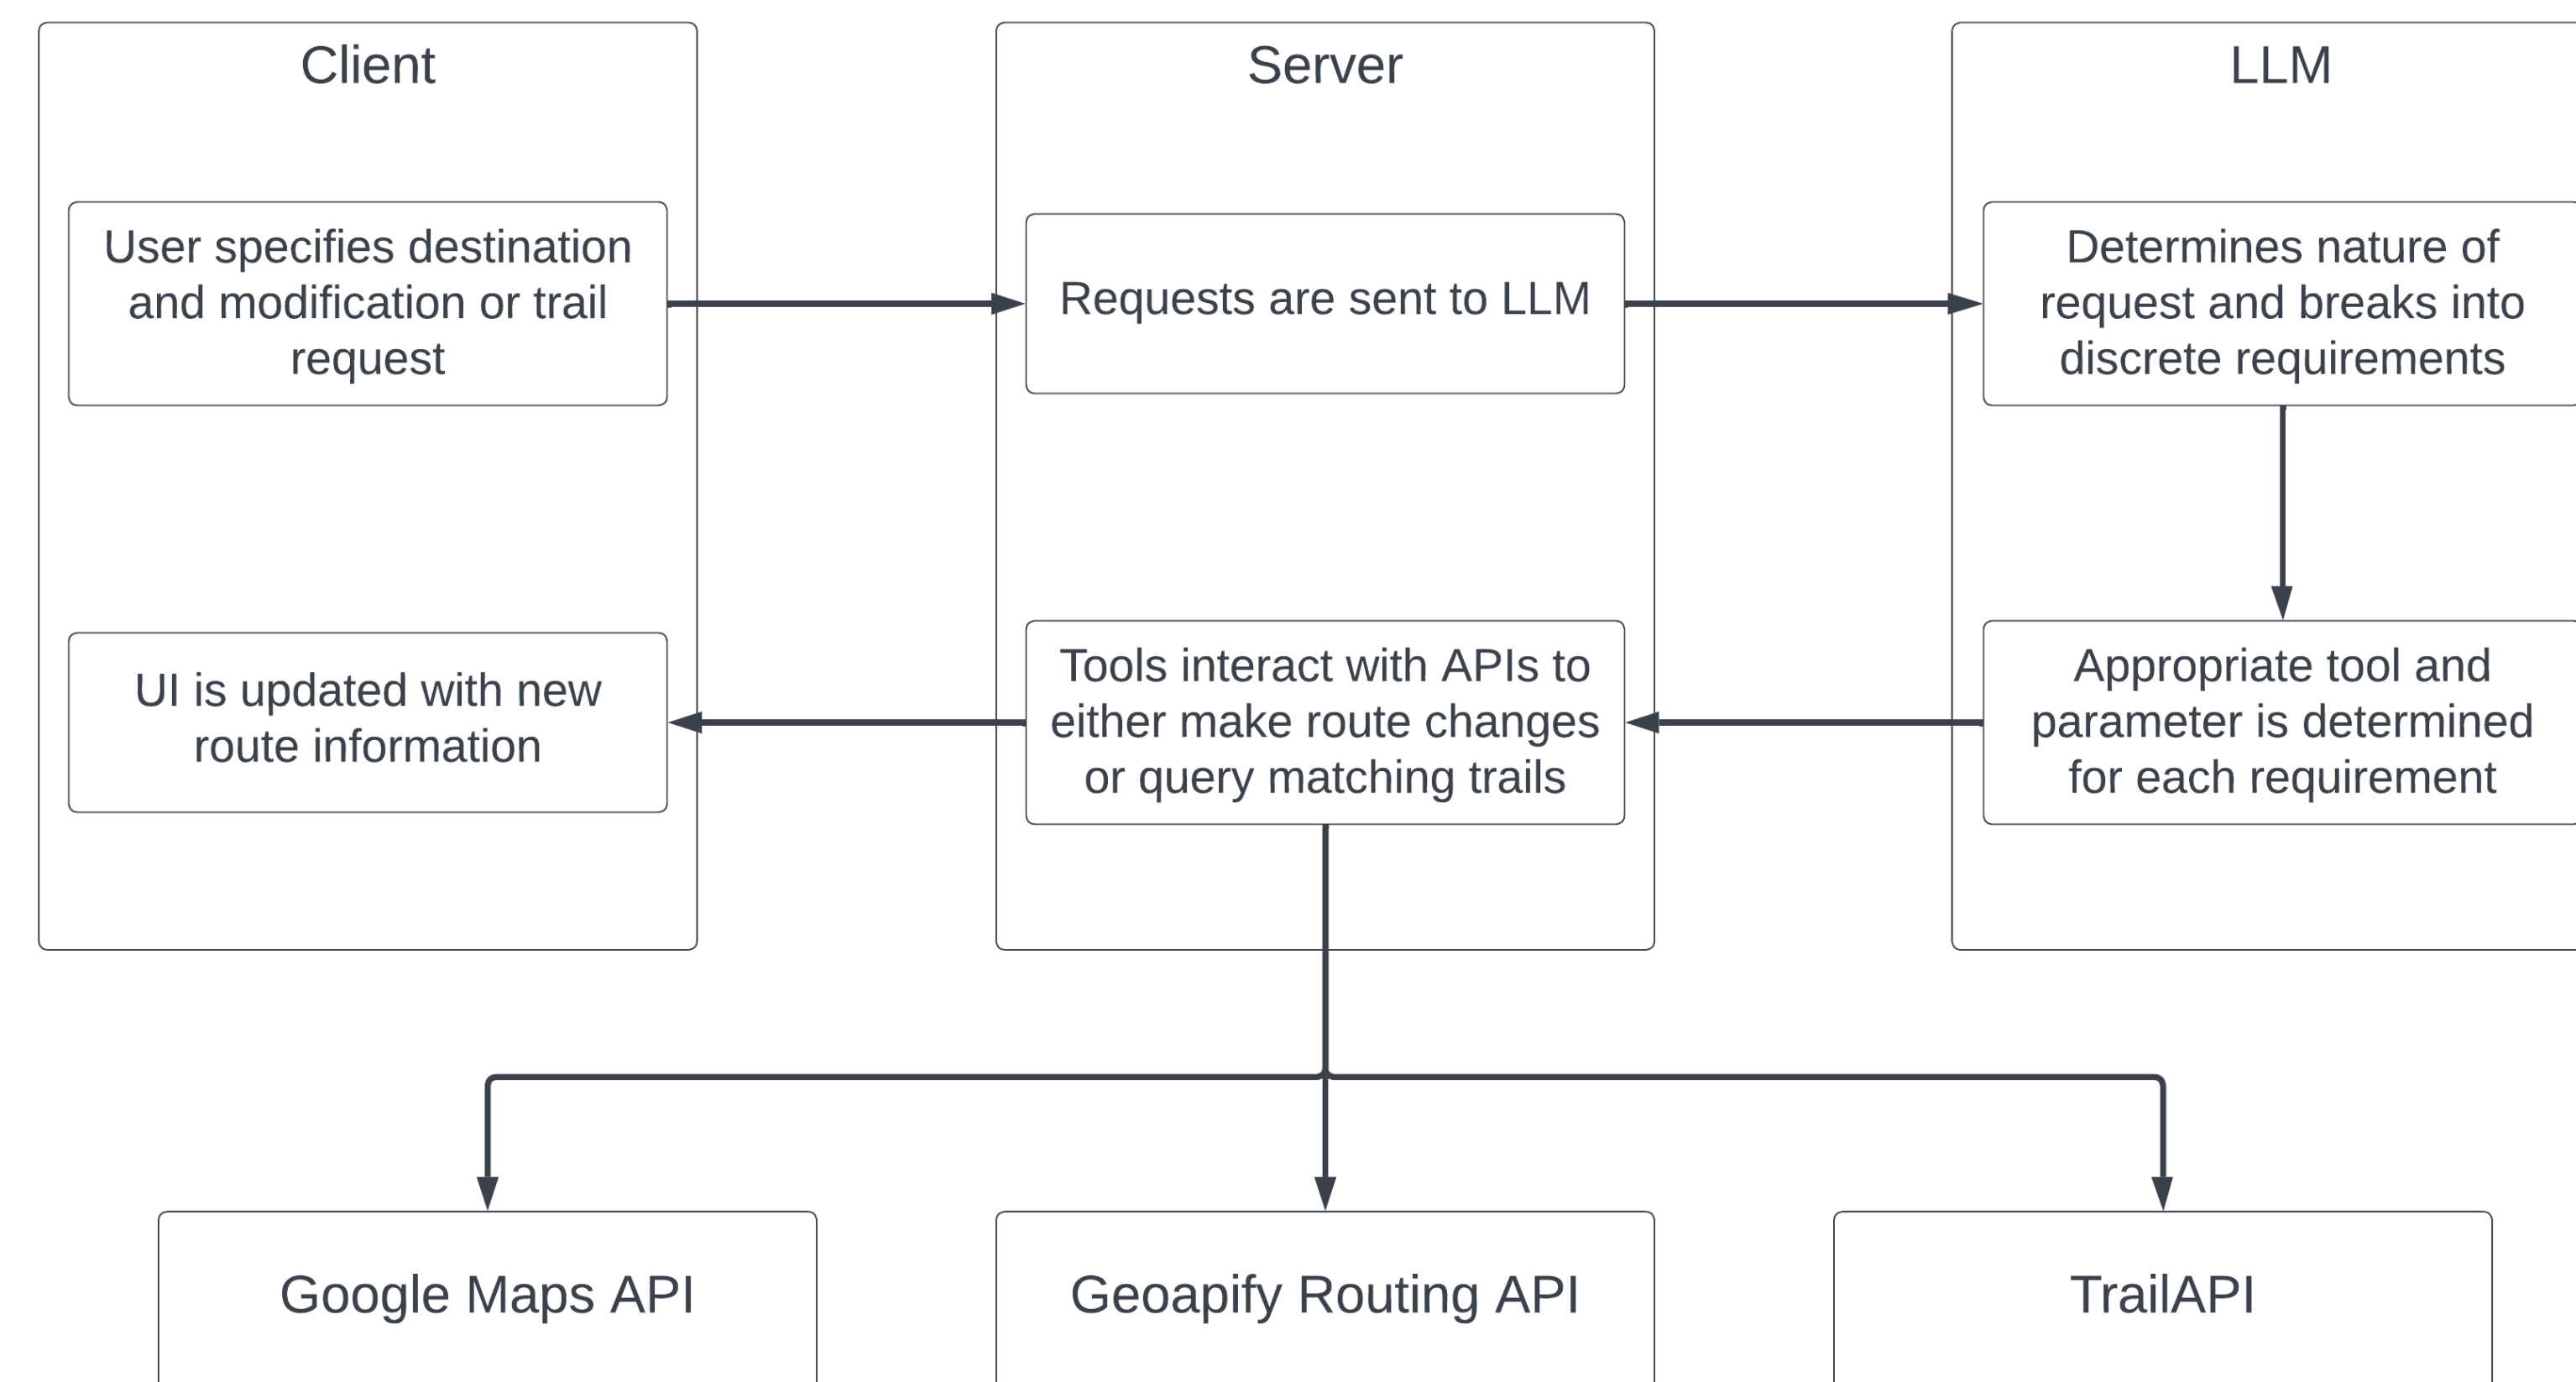 Client
User specifies destination
and modification or trail
request
UI is updated with new
route information
Server
Requests are sent to LLM
Tools interact with APIs to
either make route changes
or query matching trails
LLM
Determines nature of
request and breaks into
discrete requirements
Appropriate tool and
parameter is determined
for each requirement
Google Maps API
Geoapify Routing API
TrailAPI